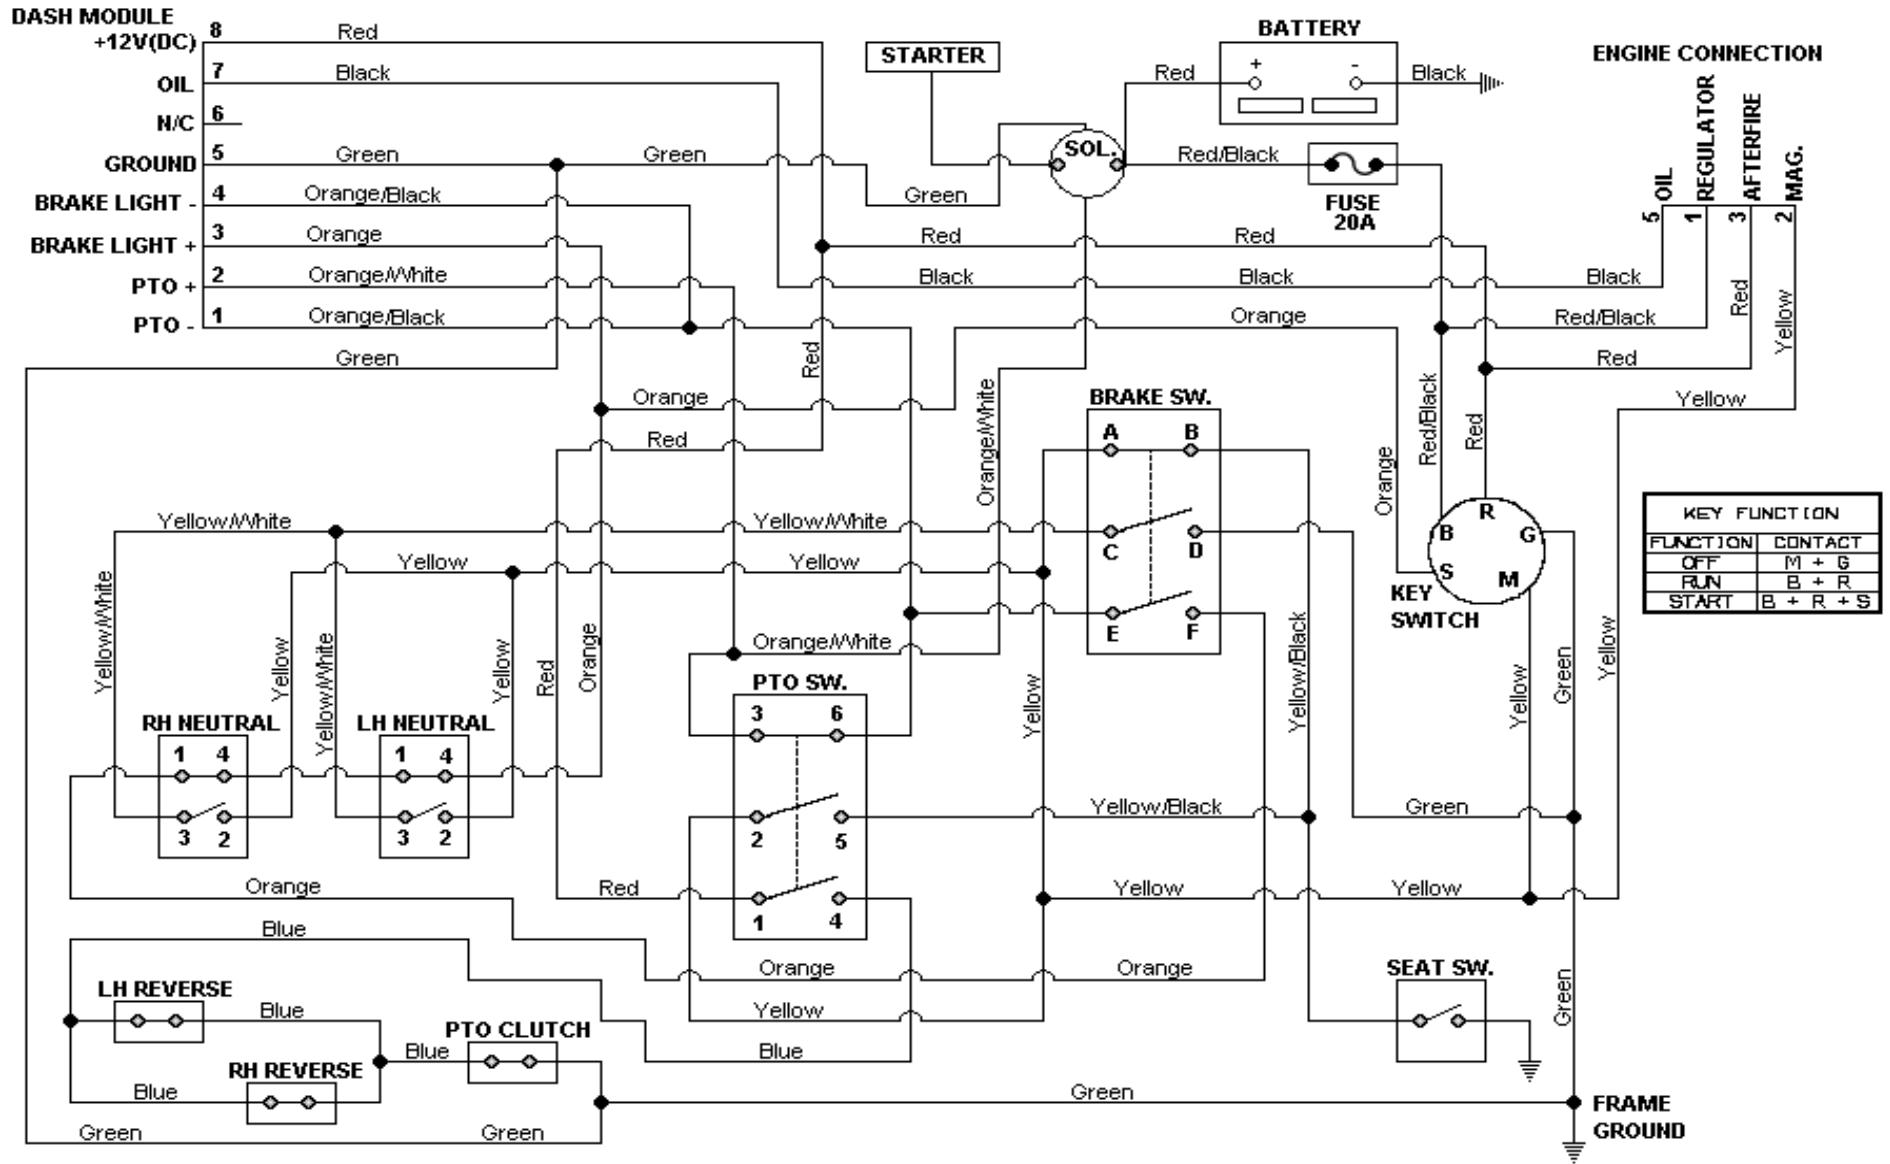 DASH MODULE
+12V(DC) 8 Red
OIL 7 Black
N/C 6
GROUND 5 Green Green
BRAKE LIGHT - 4 Orange/Black
BRAKE LIGHT + 3 Orange
PTO + 2 Orange/White
PTO - 1 Orange/Black
Green
STARTER
SOL.
Green
BATTERY
+ -
Red
Black
Red/Black
FUSE
20A
ENGINE CONNECTION
OIL
REGULATOR
AFTERFIRE
MAG.
5 1 3 2
Red Red
Black Black Black
Orange
Red/Black
Red
Yellow
Red
Yellow
Red
Orange
Red
Orange/White
BRAKE SW.
A B
C D
E F
Orange
Red/Black
Red
KEY
SWITCH
B R G
S M
KEY FUNCTION
FUNCTION CONTACT
OFF M + G
RUN B + R
START B + R + S
Yellow/White Yellow/White
Yellow Yellow
Orange/White
Yellow/White
Yellow
Yellow/White
Yellow
Red
Orange
Yellow
Yellow/Black
Yellow
Green
Yellow
RH NEUTRAL
1 4
3 2
LH NEUTRAL
1 4
3 2
PTO SW.
3 6
2 5
1 4
Yellow/Black
Green
Orange
Red
Yellow Yellow
Blue
Orange Orange
Yellow
Blue
SEAT SW.
Green
LH REVERSE
Blue
RH REVERSE
Blue
Blue
PTO CLUTCH
Green
Green Green
FRAME
GROUND